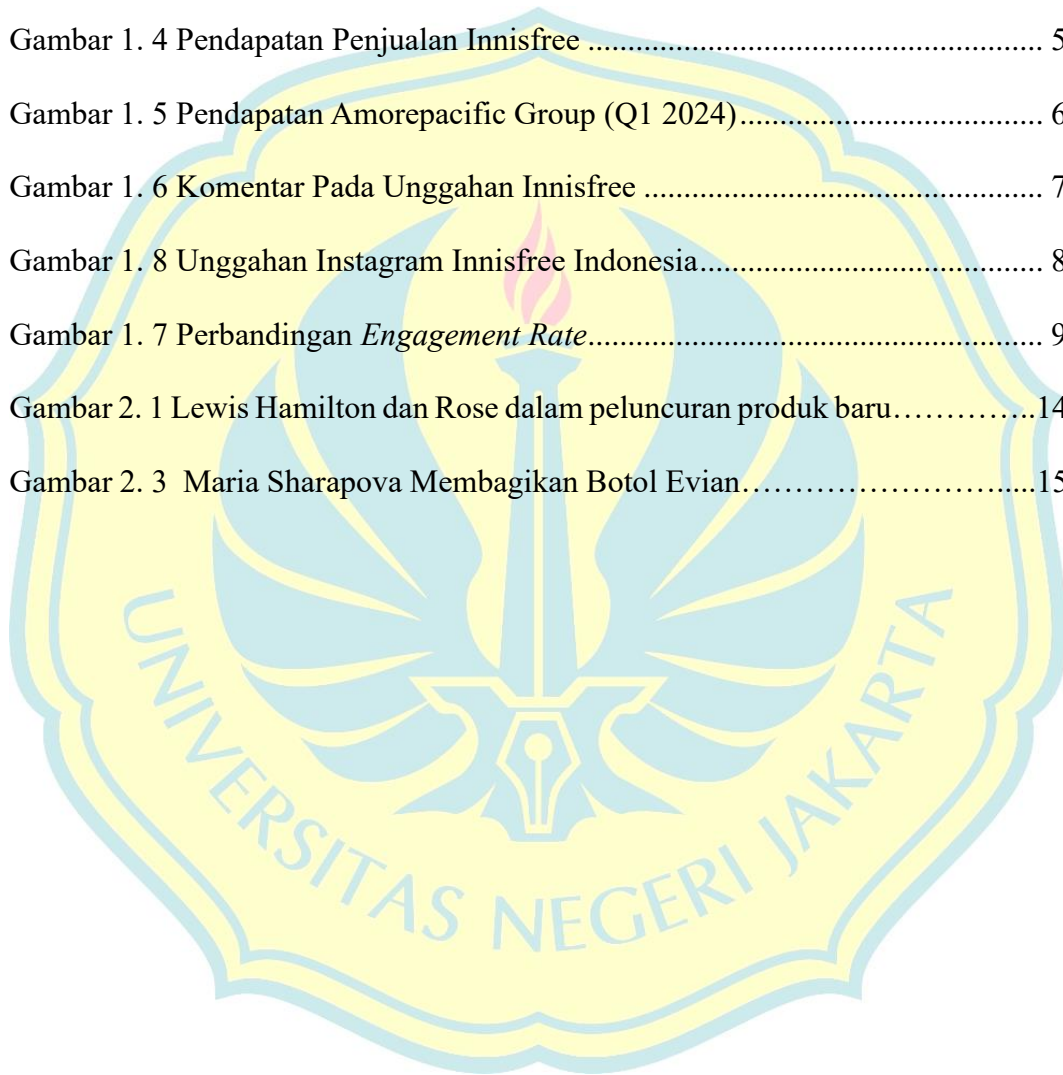 Gambar 1. 4 Pendapatan Penjualan Innisfree ................................................................ 5
Gambar 1. 5 Pendapatan Amorepacific Group (Q1 2024)........................................... 6
Gambar 1. 6 Komentar Pada Unggahan Innisfree ........................................................ 7
Gambar 1. 8 Unggahan Instagram Innisfree Indonesia................................................. 8
Gambar 1. 7 Perbandingan Engagement Rate................................................................ 9
Gambar 2. 1 Lewis Hamilton dan Rose dalam peluncuran produk baru…………..14
Gambar 2. 3 Maria Sharapova Membagikan Botol Evian…………………….....15
UNIVERSITAS NEGERI JAKARTA